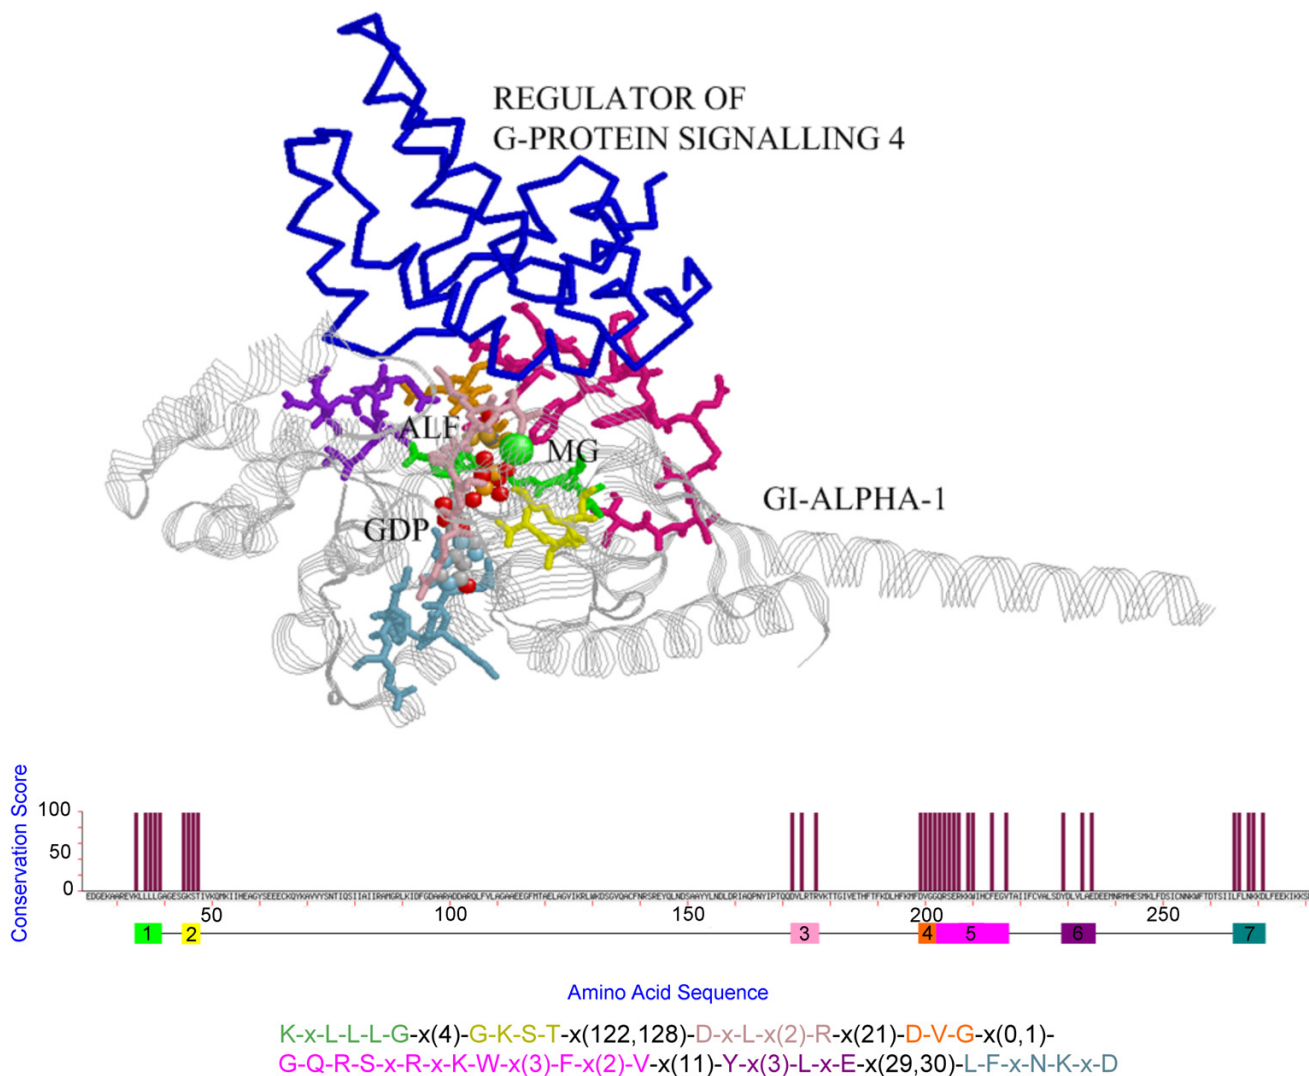 REGULATOR OF
G-PROTEIN SIGNALLING 4
ALF
MG
GI-ALPHA-1
GDP
Conservation Score
100
50
0
50
100
150
200
250
1
2
3
4
5
6
7
Amino Acid Sequence
K-x-L-L-L-G-x(4)-G-K-S-T-x(122,128)-D-x-L-x(2)-R-x(21)-D-V-G-x(0,1)-
G-Q-R-S-x-R-x-K-W-x(3)-F-x(2)-V-x(11)-Y-x(3)-L-x-E-x(29,30)-L-F-x-N-K-x-D